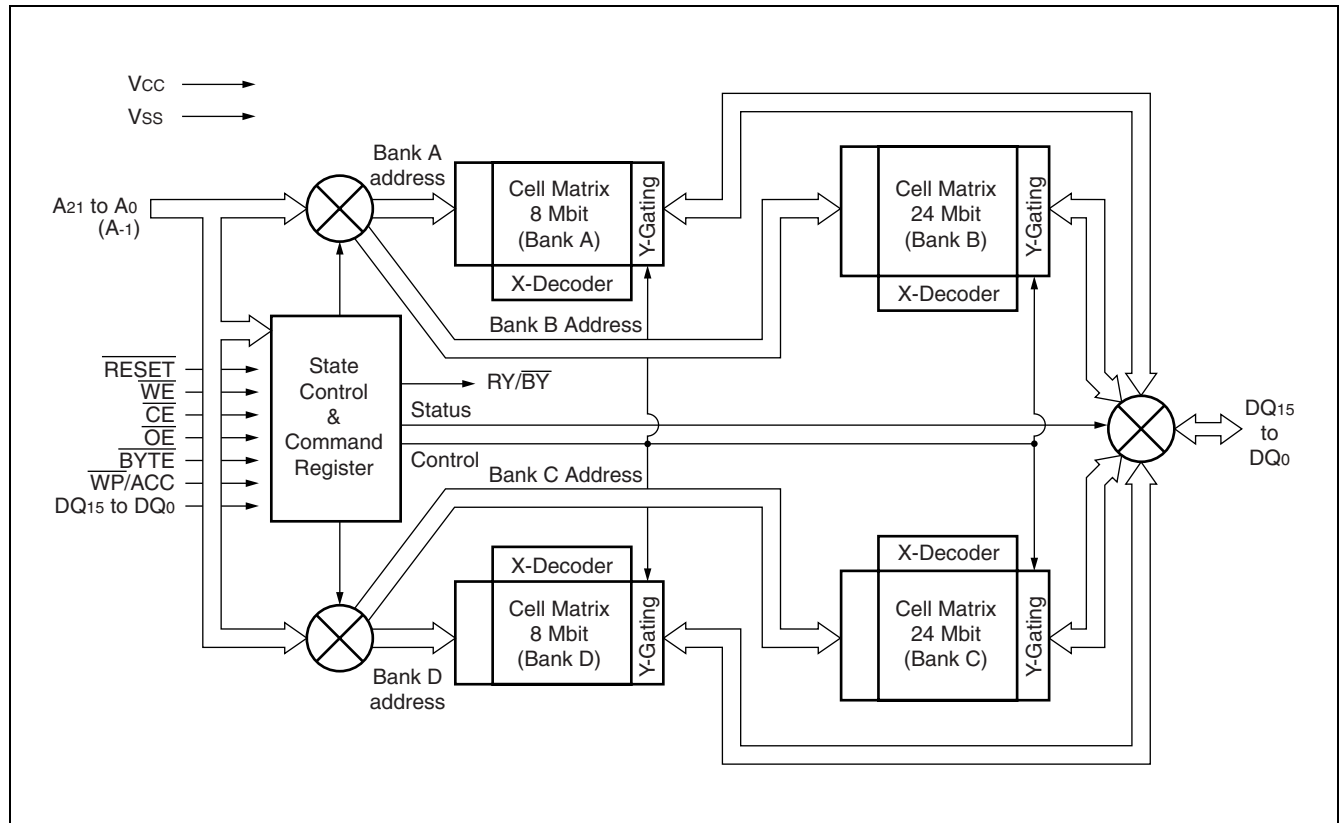 VCC
VSS
A21 to A0
(A-1)
Bank A
address
Cell Matrix
8 Mbit
(Bank A)
Y-Gating
X-Decoder
Cell Matrix
24 Mbit
(Bank B)
Y-Gating
X-Decoder
Bank B Address
RESET
WE
CE
OE
BYTE
WP/ACC
DQ15 to DQ0
State
Control
&
Command
Register
RY/BY
Status
Control
DQ15
to
DQ0
Bank C Address
X-Decoder
Cell Matrix
8 Mbit
(Bank D)
Y-Gating
Bank D
address
X-Decoder
Cell Matrix
24 Mbit
(Bank C)
Y-Gating